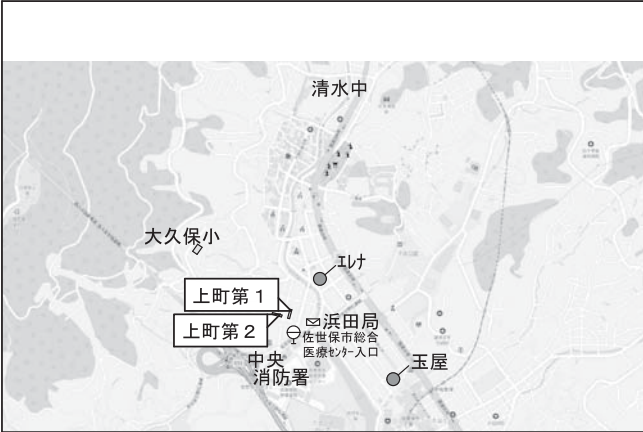 清水中
大久保小
エレナ
上町第１
上町第２
浜田局
佐世保市総合
医療センター入口
中央
消防署
玉屋